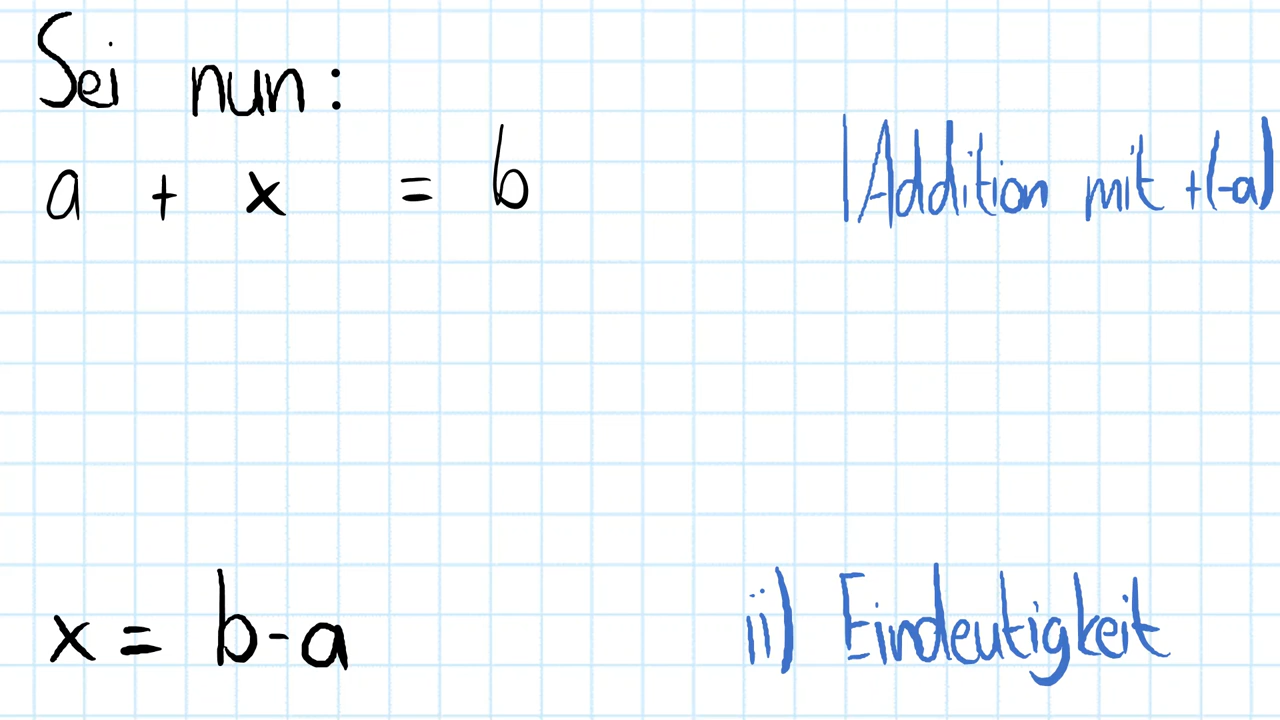 Sei nun:
a + x = b |Addition mit +(-a)
x = b-a ii) Eindeutigkeit